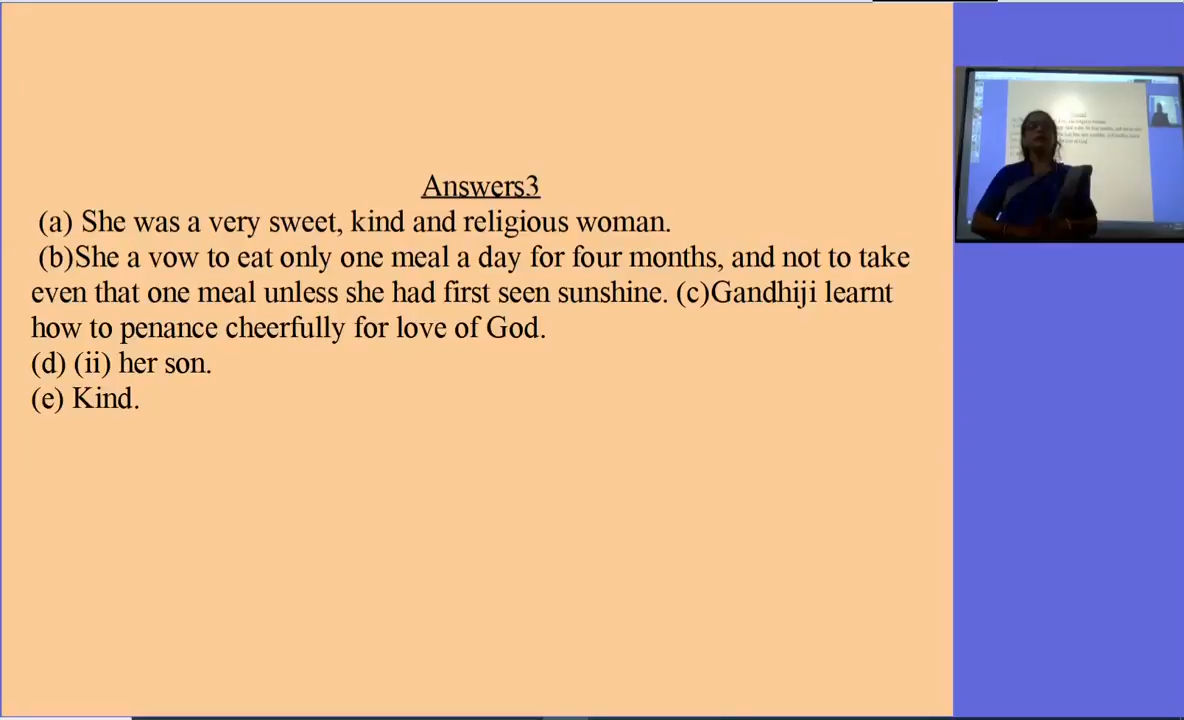 Answers3
(a) She was a very sweet, kind and religious woman.
(b)She a vow to eat only one meal a day for four months, and not to take
even that one meal unless she had first seen sunshine. (c)Gandhiji learnt
how to penance cheerfully for love of God.
(d) (ii) her son.
(e) Kind.